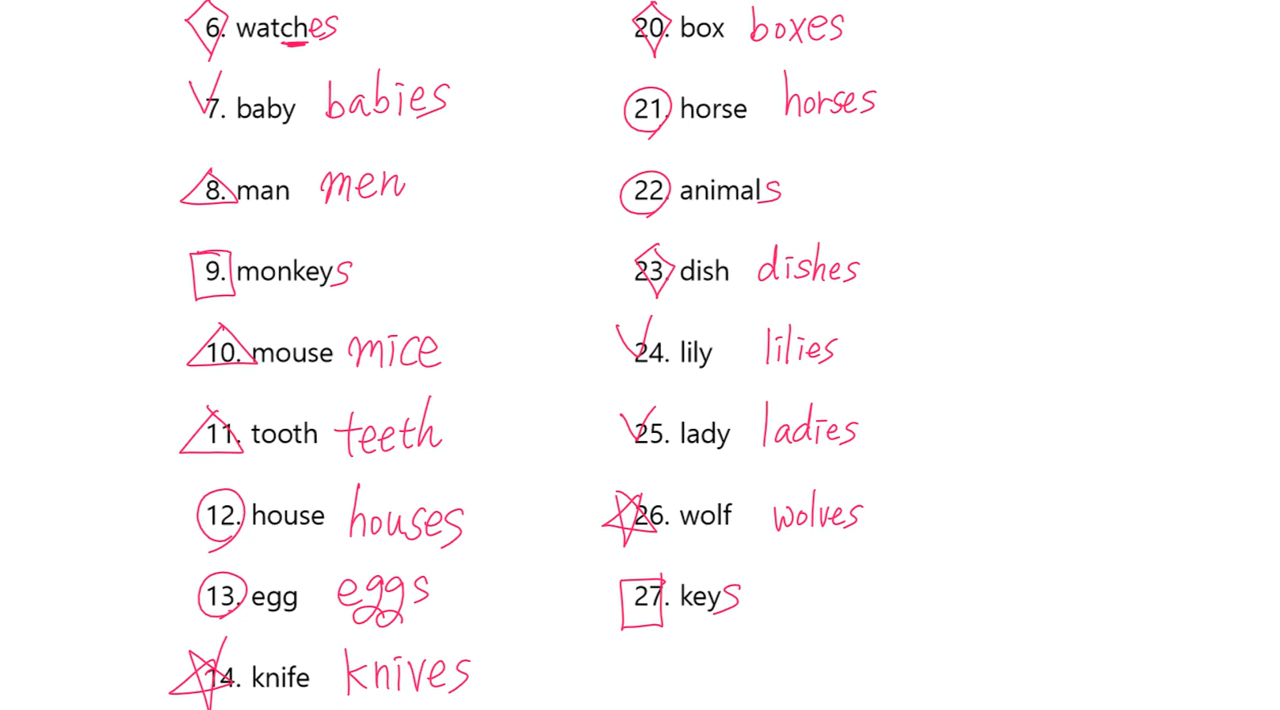 6. watches
7. baby babies
8. man men
9. monkeys
10. mouse mice
11. tooth teeth
12. house houses
13. egg eggs
14. knife knives
20. box boxes
21. horse horses
22. animals
23. dish dishes
24. lily lilies
25. lady ladies
26. wolf wolves
27. keys